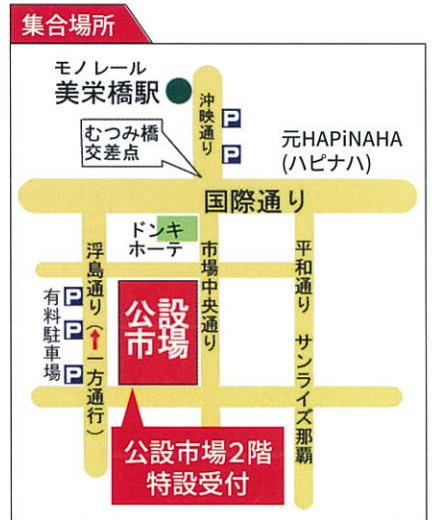 集合場所
モノレール
美栄橋駅
沖映通り
P
P
むつみ橋
交差点
元HAPiNAHA
(ハピナハ)
国際通り
ドンキ
ホーテ
浮島通り（↑一方通行）
市場中央通り
平和通り サンライズ那覇
有料駐車場
P
P
P
公設
市場
公設市場2階
特設受付